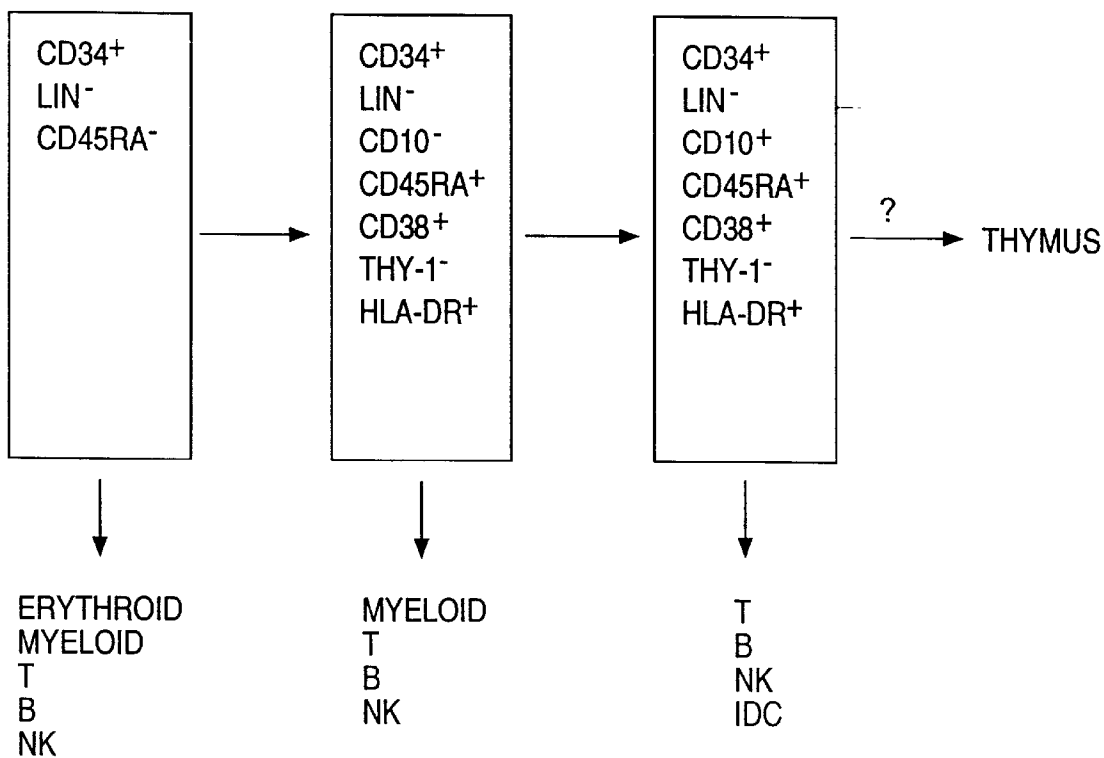 CD34⁺
LIN⁻
CD45RA⁻
CD34⁺
LIN⁻
CD10⁻
CD45RA⁺
CD38⁺
THY-1⁻
HLA-DR⁺
CD34⁺
LIN⁻
CD10⁺
CD45RA⁺
CD38⁺
THY-1⁻
HLA-DR⁺
?
THYMUS
ERYTHROID
MYELOID
T
B
NK
MYELOID
T
B
NK
T
B
NK
IDC